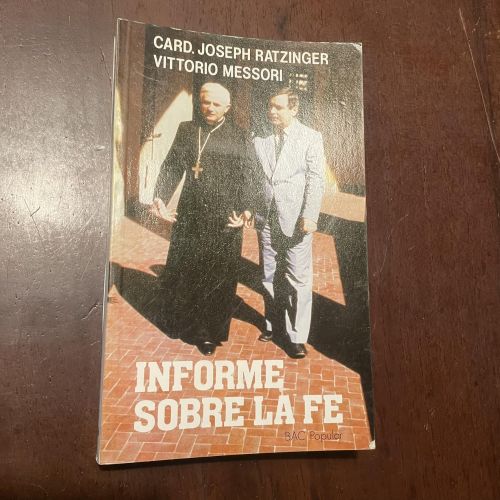 CARD. JOSEPH RATZINGER
VITTORIO MESSORI
INFORME
SOBRE LA FE
BAC Popular